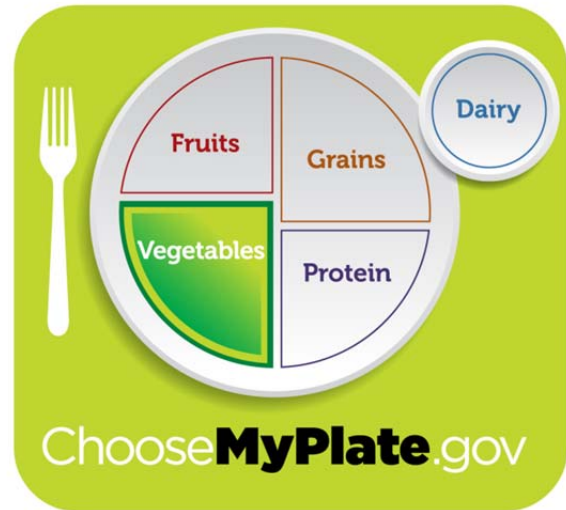 Fruits
Grains
Dairy
Vegetables
Protein
ChooseMyPlate.gov